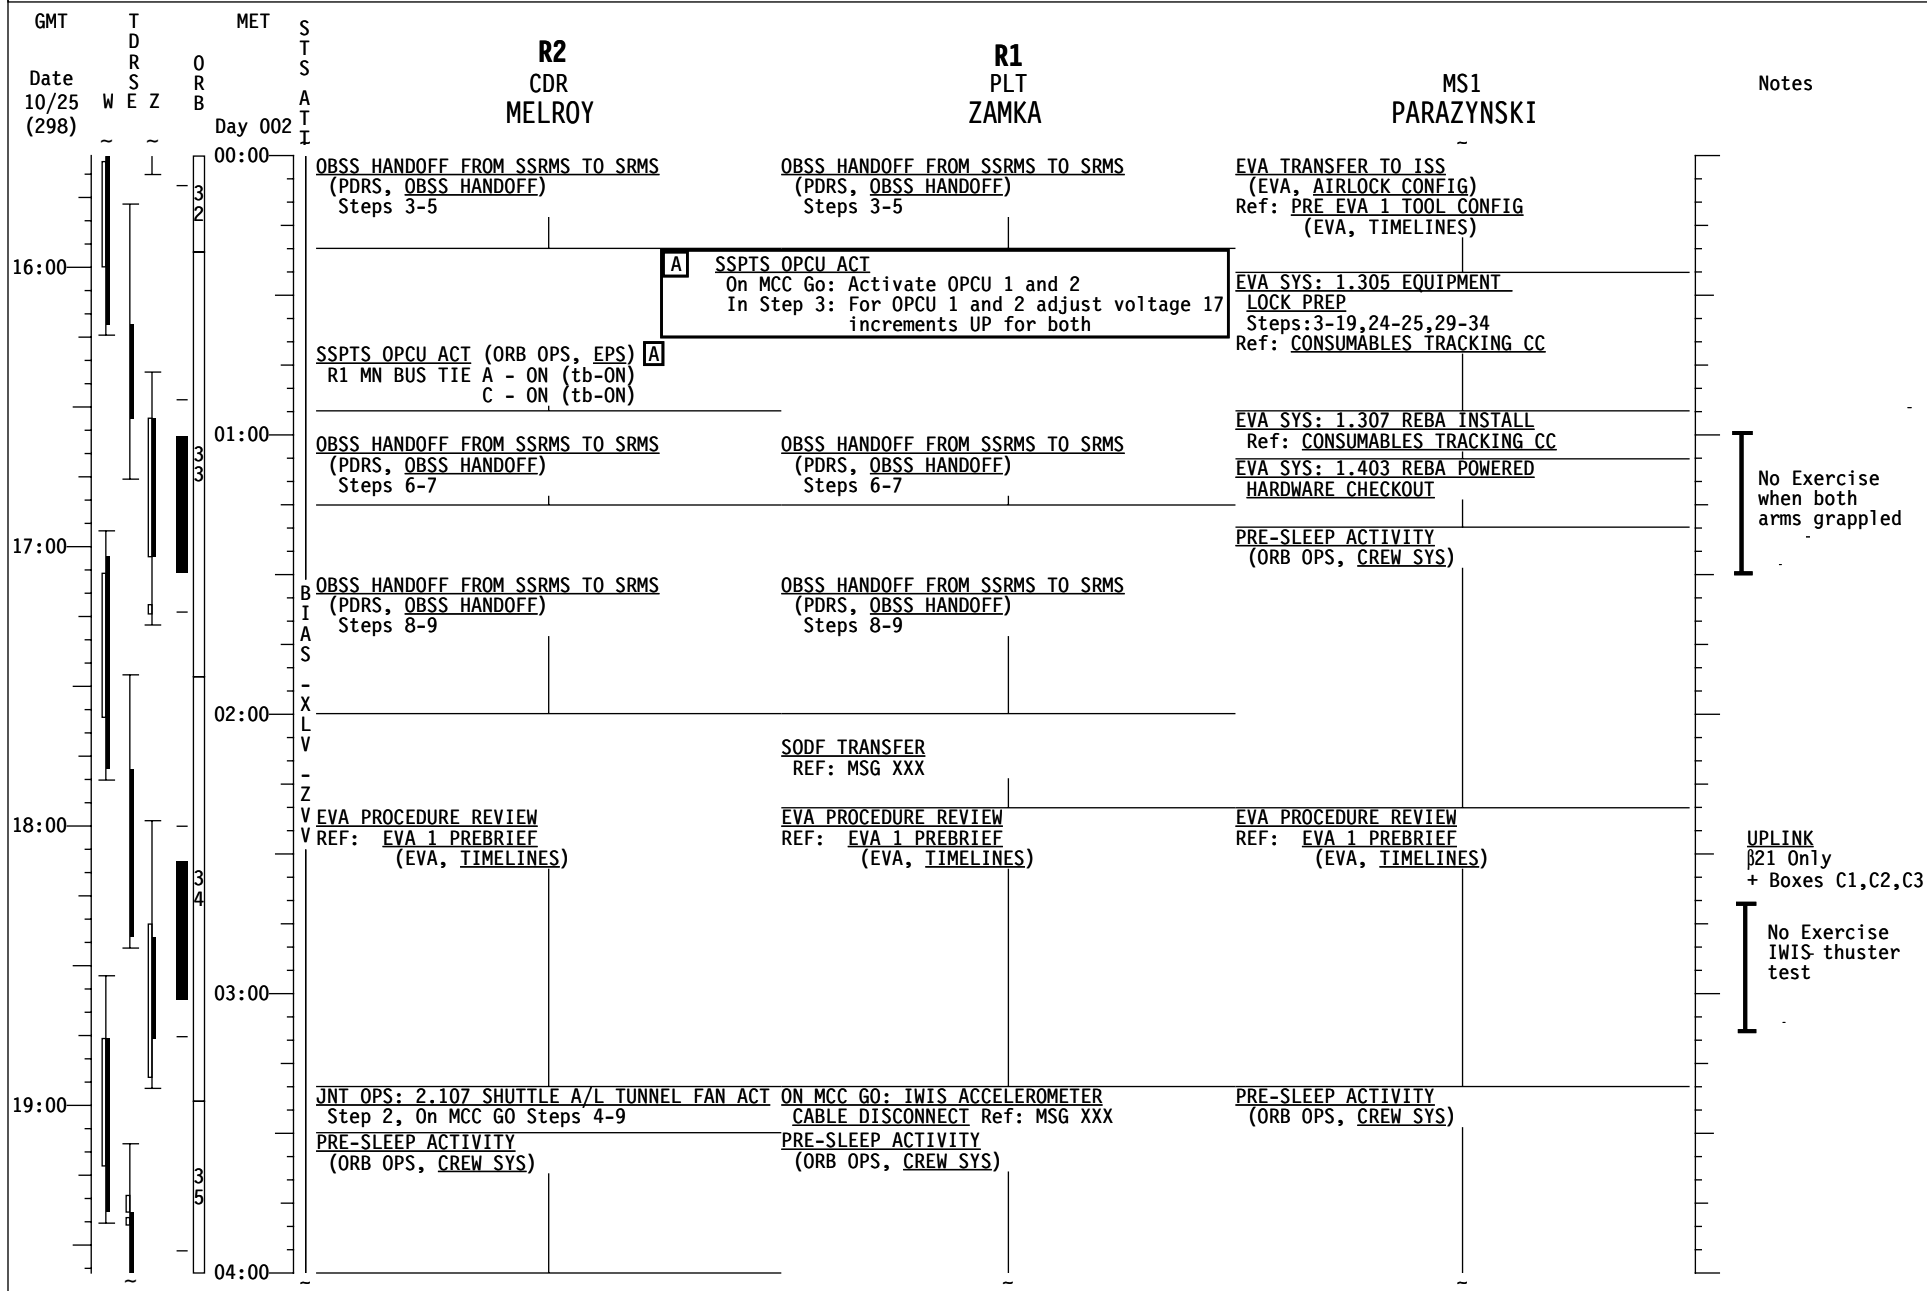 GMT
TDRS
MET
STS ATT
ORB
Date
10/25
(298)
W E Z
Day 002
R2
CDR
MELROY
R1
PLT
ZAMKA
MS1
PARAZYNSKI
Notes
~ ~ ~ ~
00:00
16:00
01:00
17:00
02:00
18:00
03:00
19:00
04:00
32
33
34
35
BIAS -XLV -ZVV
OBSS HANDOFF FROM SSRMS TO SRMS
(PDRS, OBSS HANDOFF)
Steps 3-5
SSPTS OPCU ACT (ORB OPS, EPS) A
R1 MN BUS TIE A - ON (tb-ON)
C - ON (tb-ON)
OBSS HANDOFF FROM SSRMS TO SRMS
(PDRS, OBSS HANDOFF)
Steps 6-7
OBSS HANDOFF FROM SSRMS TO SRMS
(PDRS, OBSS HANDOFF)
Steps 8-9
EVA PROCEDURE REVIEW
REF: EVA 1 PREBRIEF
(EVA, TIMELINES)
JNT OPS: 2.107 SHUTTLE A/L TUNNEL FAN ACT
Step 2, On MCC GO Steps 4-9
PRE-SLEEP ACTIVITY
(ORB OPS, CREW SYS)
OBSS HANDOFF FROM SSRMS TO SRMS
(PDRS, OBSS HANDOFF)
Steps 3-5
A SSPTS OPCU ACT
On MCC Go: Activate OPCU 1 and 2
In Step 3: For OPCU 1 and 2 adjust voltage 17
increments UP for both
OBSS HANDOFF FROM SSRMS TO SRMS
(PDRS, OBSS HANDOFF)
Steps 6-7
OBSS HANDOFF FROM SSRMS TO SRMS
(PDRS, OBSS HANDOFF)
Steps 8-9
SODF TRANSFER
REF: MSG XXX
EVA PROCEDURE REVIEW
REF: EVA 1 PREBRIEF
(EVA, TIMELINES)
ON MCC GO: IWIS ACCELEROMETER
CABLE DISCONNECT Ref: MSG XXX
PRE-SLEEP ACTIVITY
(ORB OPS, CREW SYS)
EVA TRANSFER TO ISS
(EVA, AIRLOCK CONFIG)
Ref: PRE EVA 1 TOOL CONFIG
(EVA, TIMELINES)
EVA SYS: 1.305 EQUIPMENT
LOCK PREP
Steps:3-19,24-25,29-34
Ref: CONSUMABLES TRACKING CC
EVA SYS: 1.307 REBA INSTALL
Ref: CONSUMABLES TRACKING CC
EVA SYS: 1.403 REBA POWERED
HARDWARE CHECKOUT
PRE-SLEEP ACTIVITY
(ORB OPS, CREW SYS)
EVA PROCEDURE REVIEW
REF: EVA 1 PREBRIEF
(EVA, TIMELINES)
PRE-SLEEP ACTIVITY
(ORB OPS, CREW SYS)
No Exercise
when both
arms grappled
UPLINK
β21 Only
+ Boxes C1,C2,C3
No Exercise
IWIS thuster
test
~ ~ ~ ~